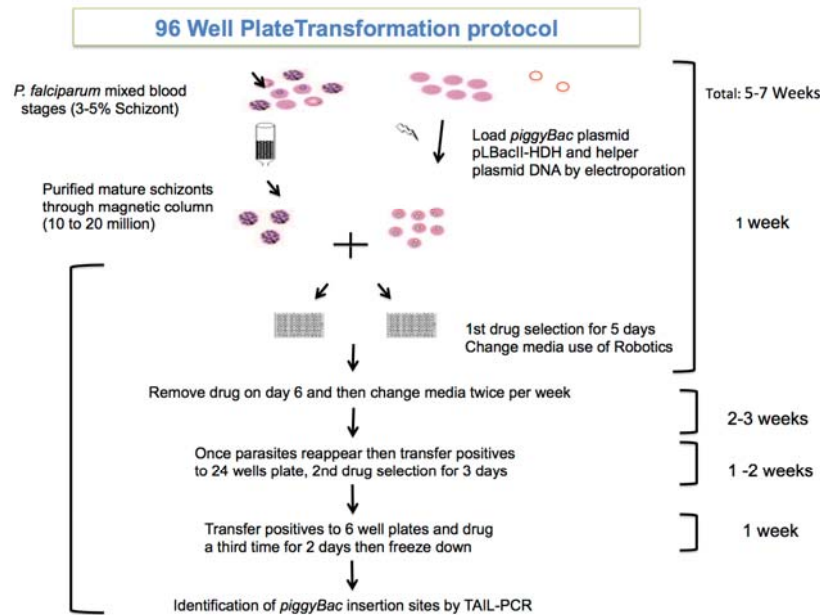 96 Well PlateTransformation protocol
P. falciparum mixed blood
stages (3-5% Schizont)
Total: 5-7 Weeks
Load piggyBac plasmid
pLBacII-HDH and helper
plasmid DNA by electroporation
Purified mature schizonts
through magnetic column
(10 to 20 million)
1 week
1st drug selection for 5 days
Change media use of Robotics
Remove drug on day 6 and then change media twice per week
2-3 weeks
Once parasites reappear then transfer positives
to 24 wells plate, 2nd drug selection for 3 days
1 -2 weeks
Transfer positives to 6 well plates and drug
a third time for 2 days then freeze down
1 week
Identification of piggyBac insertion sites by TAIL-PCR